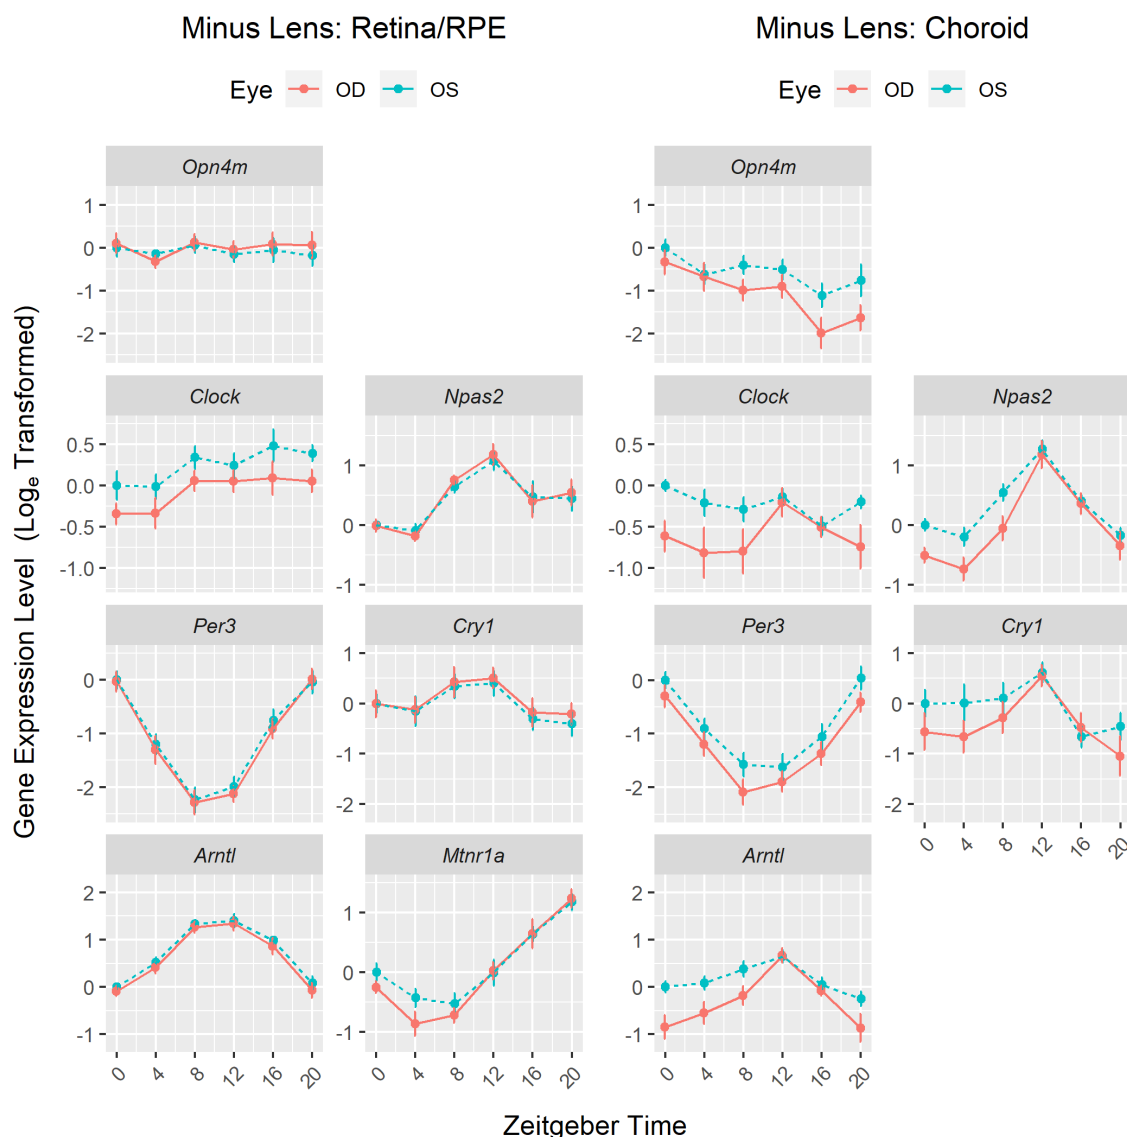 Minus Lens: Retina/RPE
Minus Lens: Choroid
Eye OD OS
Eye OD OS
Gene Expression Level (Logₑ Transformed)
Opn4m
1
0
-1
-2
Opn4m
1
0
-1
-2
Clock
0.5
0.0
-0.5
-1.0
Npas2
1
0
-1
Clock
0.5
0.0
-0.5
-1.0
Npas2
1
0
-1
Per3
0
-1
-2
Cry1
1
0
-1
-2
Per3
0
-1
-2
Cry1
1
0
-1
-2
0 4 8 12 16 20
Arntl
2
1
0
-1
0 4 8 12 16 20
Mtnr1a
1
0
-1
0 4 8 12 16 20
Arntl
2
1
0
-1
0 4 8 12 16 20
Zeitgeber Time